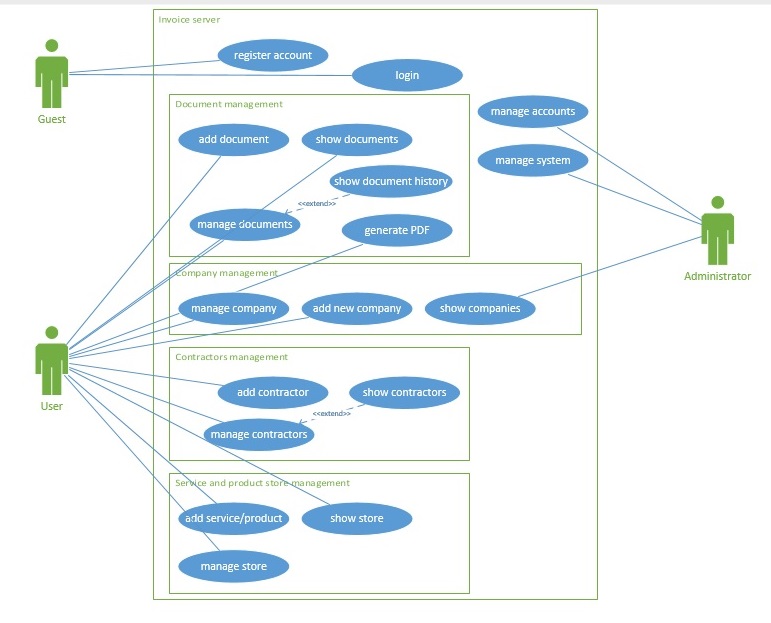 Invoice server
register account
login
Guest
Document management
manage accounts
add document
show documents
manage system
show document history
<<extend>>
manage documents
generate PDF
Administrator
Company management
manage company
add new company
show companies
User
Contractors management
add contractor
show contractors
<<extend>>
manage contractors
Service and product store management
add service/product
show store
manage store